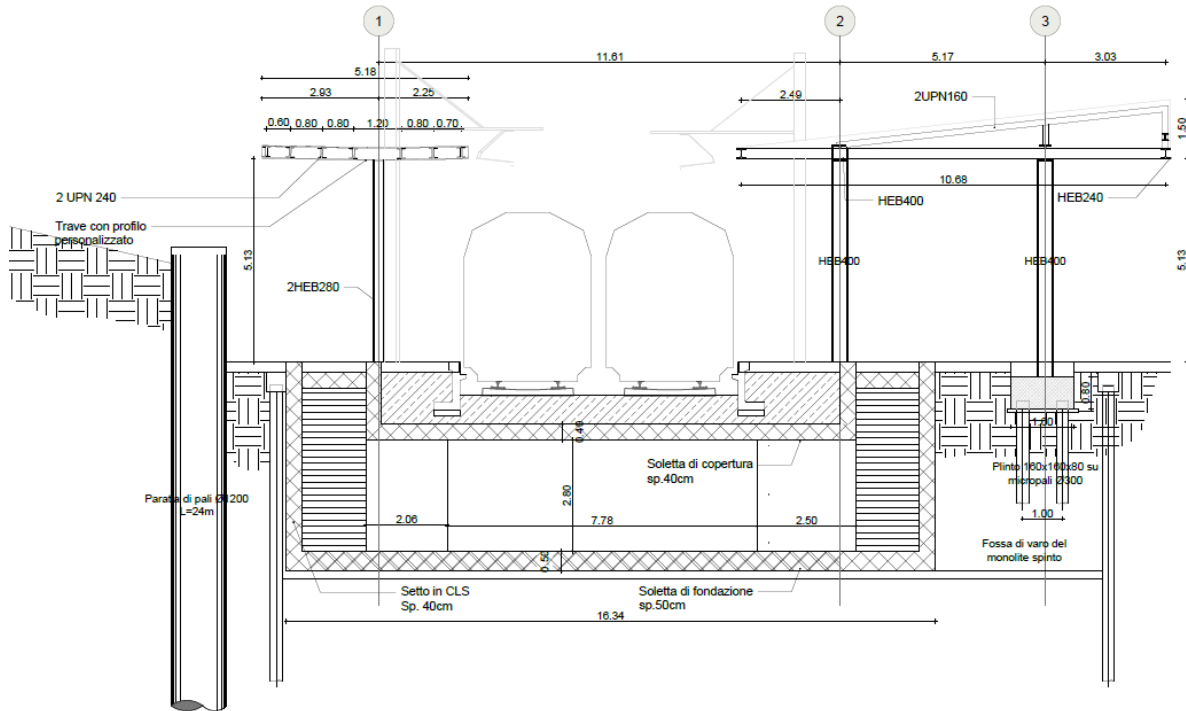 1
2
3
11.61
5.17
3.03
5.18
2.93
2.25
2.49
2UPN160
1.50
0.60
0.80
0.80
1.20
0.80
0.70
10.68
2 UPN 240
HEB400
HEB240
Trave con profilo
personalizzato
5.13
HEB400
HEB400
5.13
2HEB280
0.80
1.60
0.49
Soletta di copertura
sp.40cm
Plinto 160x160x80 su
micropali Ø300
2.80
Paratia di pali Ø1200
L=24m
2.06
7.78
2.50
1.00
Fossa di varo del
monolite spinto
0.50
Setto in CLS
Sp. 40cm
Soletta di fondazione
sp.50cm
16.34